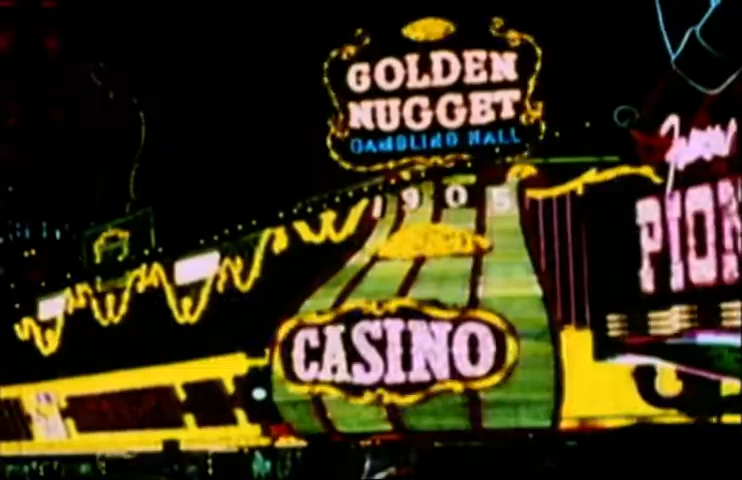 GOLDEN
NUGGET
GAMBLING HALL
1905
CASINO
PION